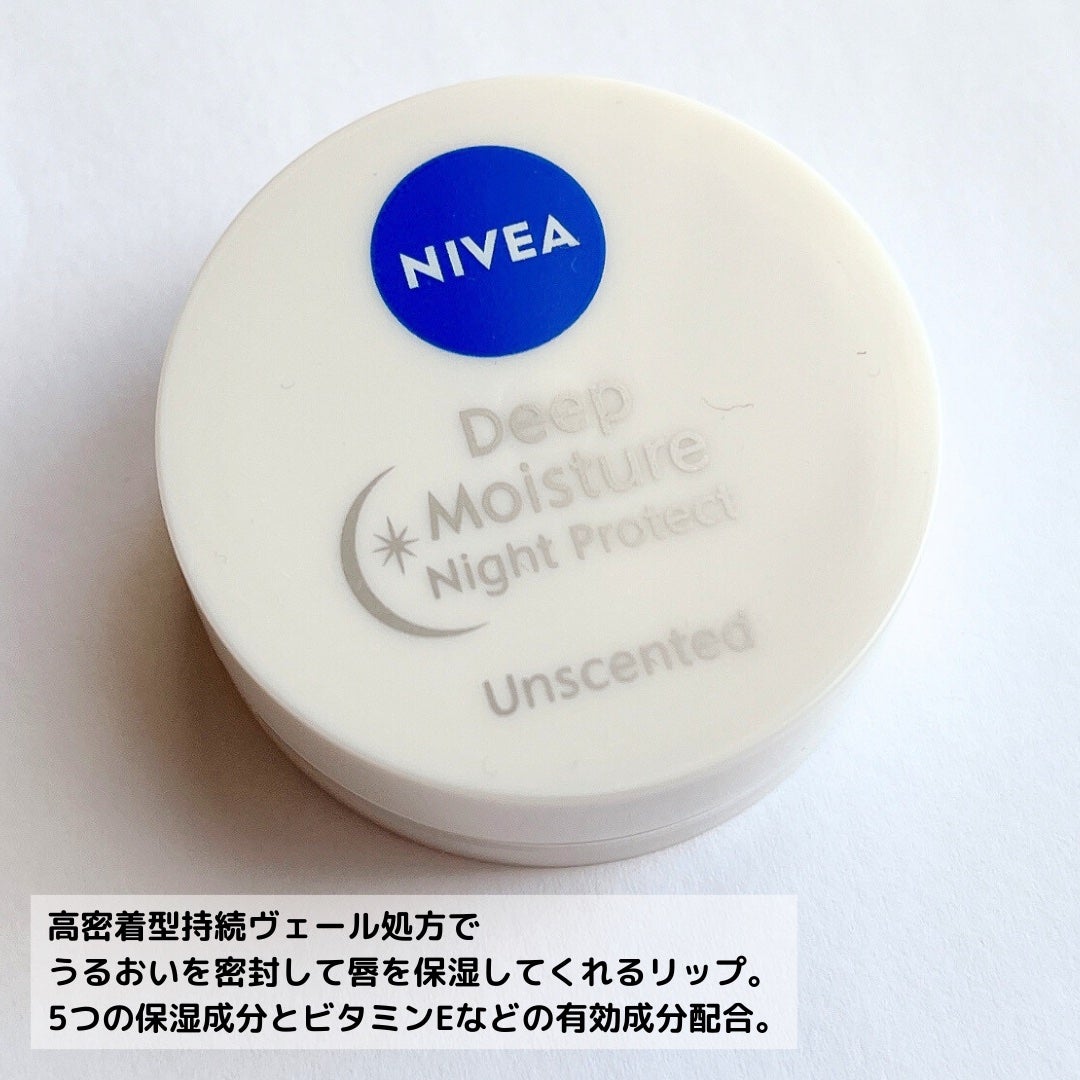 NIVEA
Deep
Moisture
Night Protect
Unscented
高密着型持続ヴェール処方で
うるおいを密封して唇を保湿してくれるリップ。
5つの保湿成分とビタミンEなどの有効成分配合。